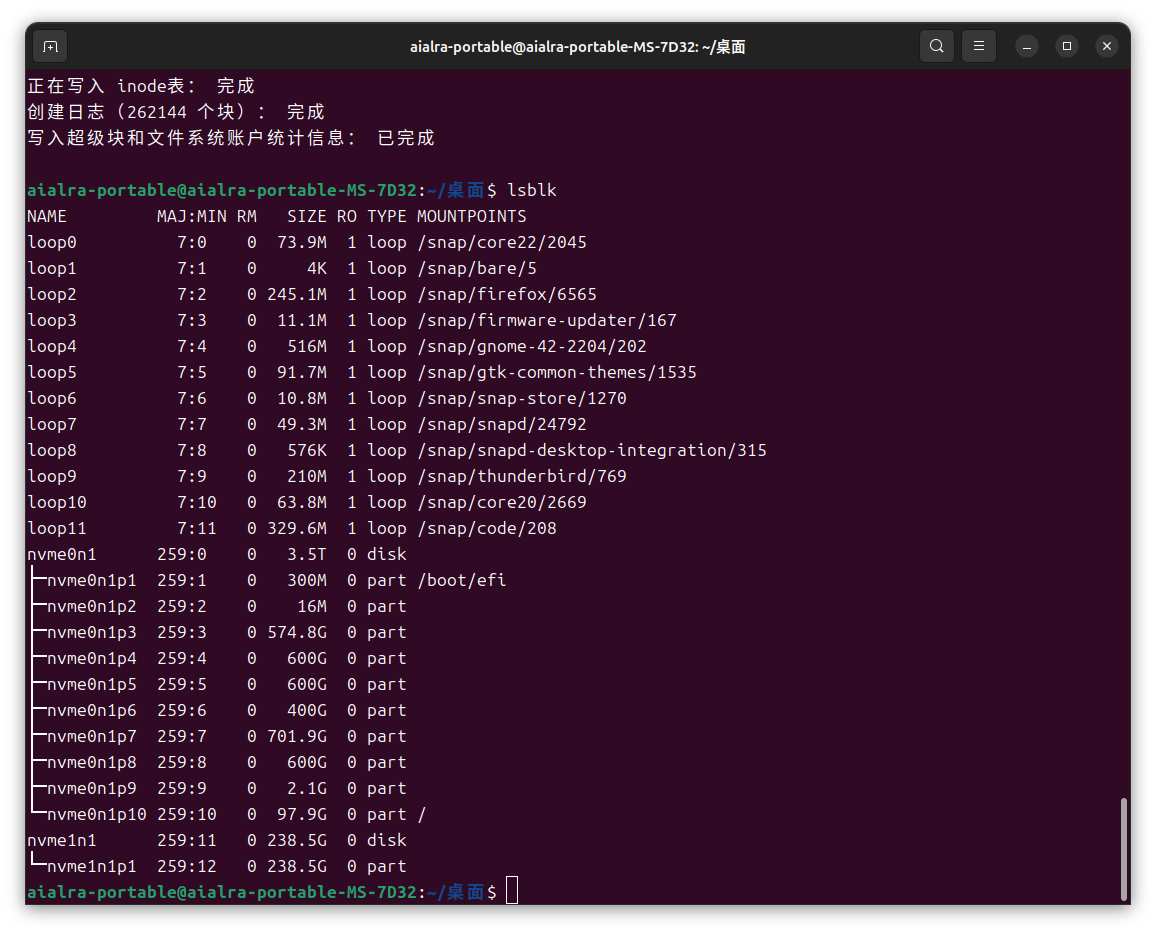 aialra-portable@aialra-portable-MS-7D32: ~/桌面
正在写入 inode表： 完成
创建日志（262144 个块）： 完成
写入超级块和文件系统账户统计信息： 已完成
aialra-portable@aialra-portable-MS-7D32:~/桌面$ lsblk
NAME         MAJ:MIN RM   SIZE RO TYPE MOUNTPOINTS
loop0          7:0    0  73.9M  1 loop /snap/core22/2045
loop1          7:1    0     4K  1 loop /snap/bare/5
loop2          7:2    0 245.1M  1 loop /snap/firefox/6565
loop3          7:3    0  11.1M  1 loop /snap/firmware-updater/167
loop4          7:4    0   516M  1 loop /snap/gnome-42-2204/202
loop5          7:5    0  91.7M  1 loop /snap/gtk-common-themes/1535
loop6          7:6    0  10.8M  1 loop /snap/snap-store/1270
loop7          7:7    0  49.3M  1 loop /snap/snapd/24792
loop8          7:8    0   576K  1 loop /snap/snapd-desktop-integration/315
loop9          7:9    0   210M  1 loop /snap/thunderbird/769
loop10         7:10   0  63.8M  1 loop /snap/core20/2669
loop11         7:11   0 329.6M  1 loop /snap/code/208
nvme0n1      259:0    0   3.5T  0 disk
├─nvme0n1p1  259:1    0   300M  0 part /boot/efi
├─nvme0n1p2  259:2    0    16M  0 part
├─nvme0n1p3  259:3    0 574.8G  0 part
├─nvme0n1p4  259:4    0   600G  0 part
├─nvme0n1p5  259:5    0   600G  0 part
├─nvme0n1p6  259:6    0   400G  0 part
├─nvme0n1p7  259:7    0 701.9G  0 part
├─nvme0n1p8  259:8    0   600G  0 part
├─nvme0n1p9  259:9    0   2.1G  0 part
└─nvme0n1p10 259:10   0  97.9G  0 part /
nvme1n1      259:11   0 238.5G  0 disk
└─nvme1n1p1  259:12   0 238.5G  0 part
aialra-portable@aialra-portable-MS-7D32:~/桌面$